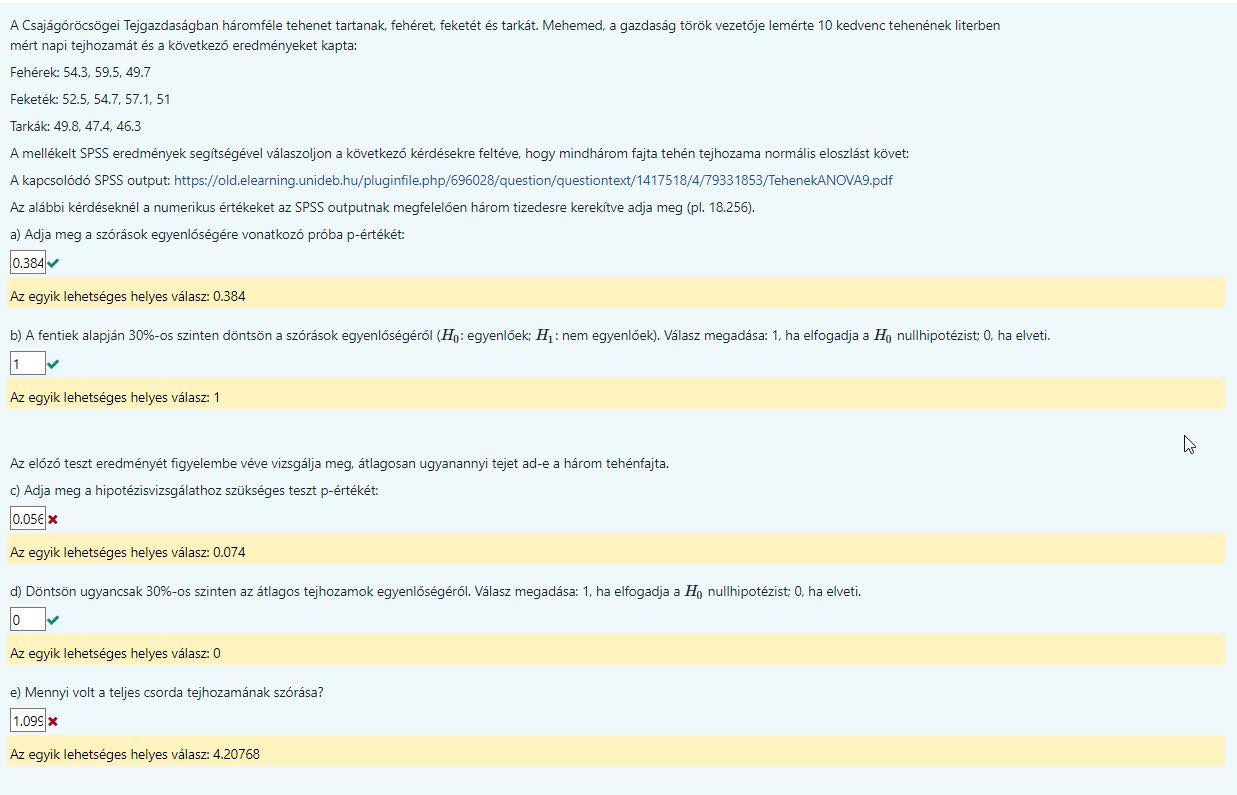 A Csajágóröcsögei Tejgazdaságban háromféle tehenet tartanak, fehéret, feketét és tarkát. Mehemed, a gazdaság török vezetője lemérte 10 kedvenc tehenének literben
mért napi tejhozamát és a következő eredményeket kapta:
Fehérek: 54.3, 59.5, 49.7
Feketék: 52.5, 54.7, 57.1, 51
Tarkák: 49.8, 47.4, 46.3
A mellékelt SPSS eredmények segítségével válaszoljon a következő kérdésekre feltéve, hogy mindhárom fajta tehén tejhozama normális eloszlást követ:
A kapcsolódó SPSS output: https://old.elearning.unideb.hu/pluginfile.php/696028/question/questiontext/1417518/4/79331853/TehenekANOVA9.pdf
Az alábbi kérdéseknél a numerikus értékeket az SPSS outputnak megfelelően három tizedesre kerekítve adja meg (pl. 18.256).
a) Adja meg a szórások egyenlőségére vonatkozó próba p-értékét:
0.384
Az egyik lehetséges helyes válasz: 0.384
b) A fentiek alapján 30%-os szinten döntsön a szórások egyenlőségéről (H₀: egyenlőek; H₁: nem egyenlőek). Válasz megadása: 1, ha elfogadja a H₀ nullhipotézist; 0, ha elveti.
1
Az egyik lehetséges helyes válasz: 1
Az előző teszt eredményét figyelembe véve vizsgálja meg, átlagosan ugyanannyi tejet ad-e a három tehénfajta.
c) Adja meg a hipotézisvizsgálathoz szükséges teszt p-értékét:
0.056
Az egyik lehetséges helyes válasz: 0.074
d) Döntsön ugyancsak 30%-os szinten az átlagos tejhozamok egyenlőségéről. Válasz megadása: 1, ha elfogadja a H₀ nullhipotézist; 0, ha elveti.
0
Az egyik lehetséges helyes válasz: 0
e) Mennyi volt a teljes csorda tejhozamának szórása?
1.099
Az egyik lehetséges helyes válasz: 4.20768